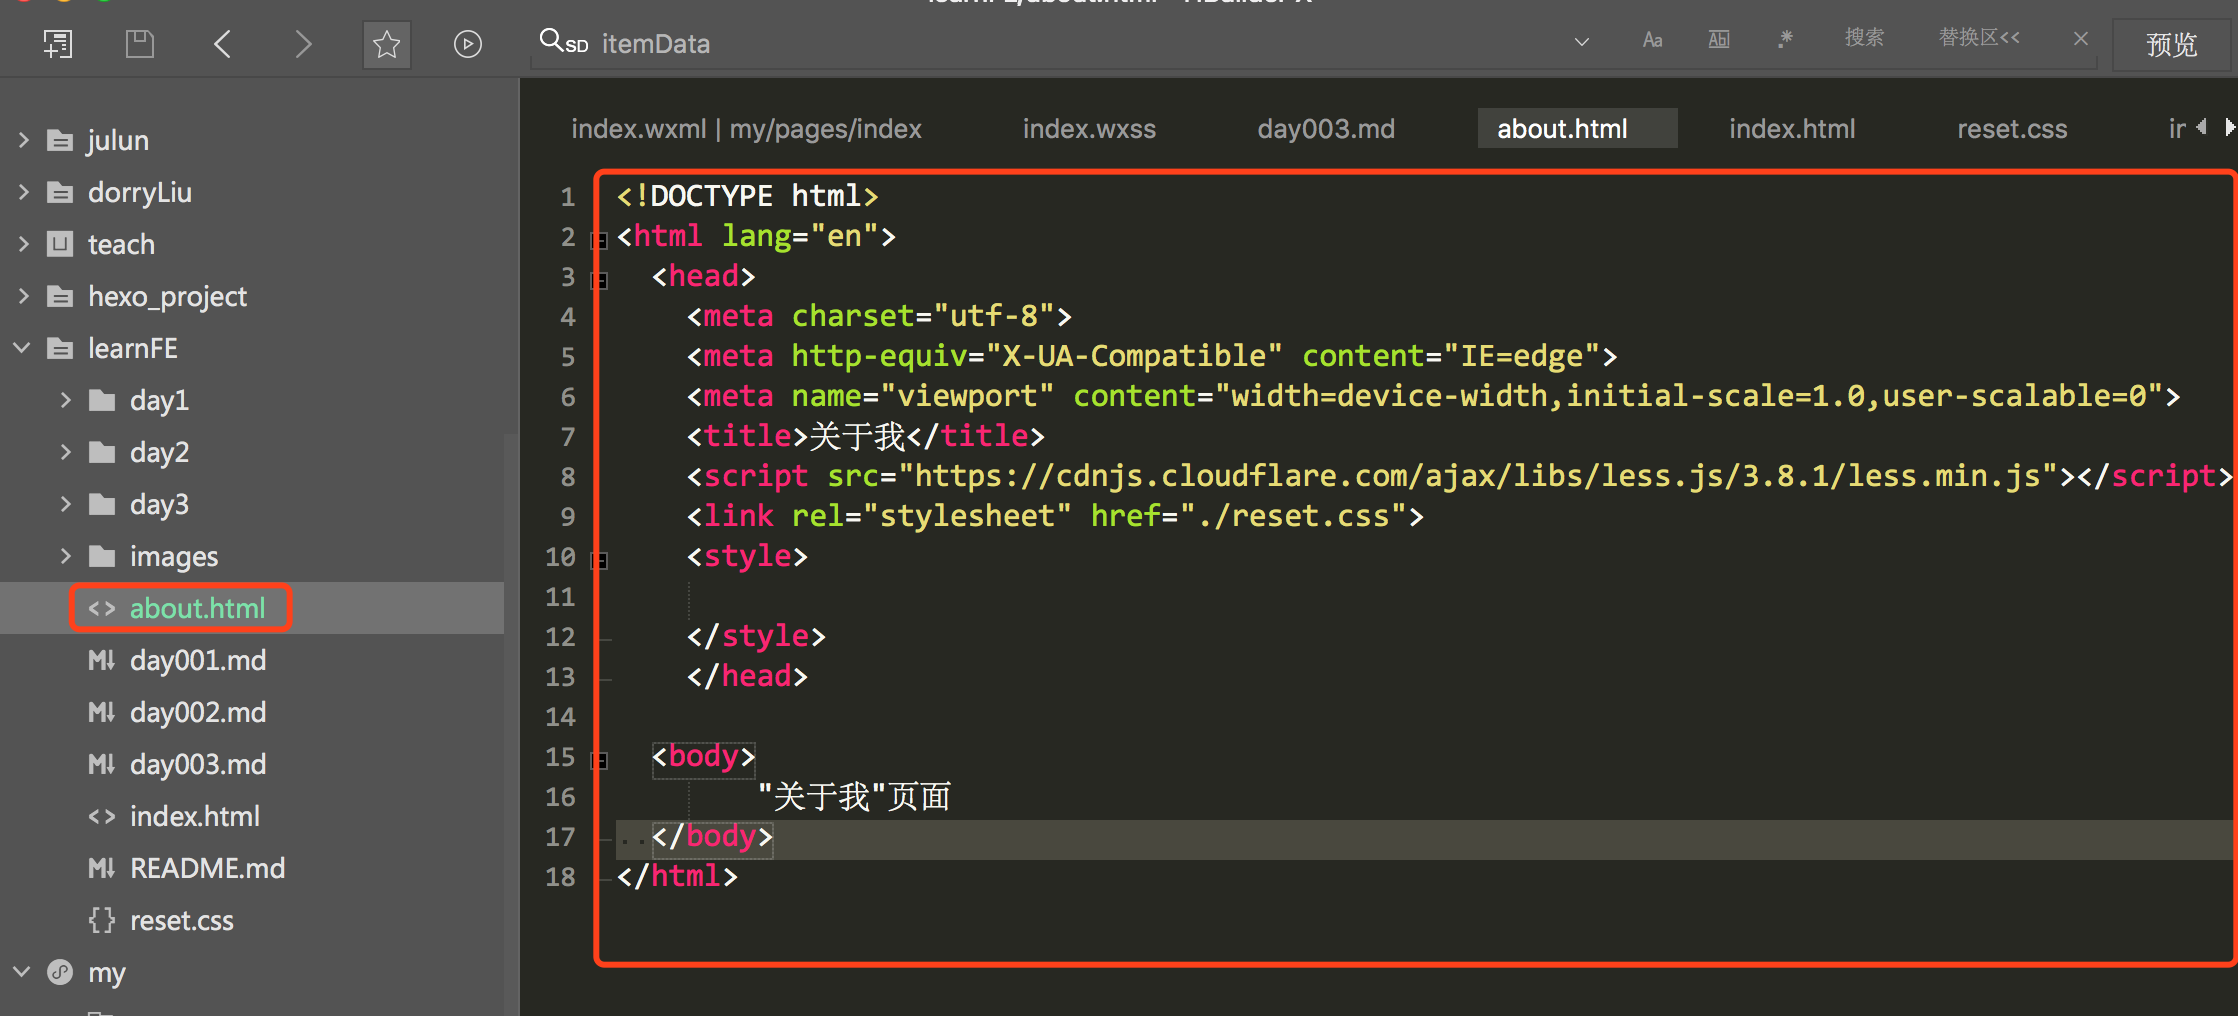 SD itemData Aa Ab .* 搜索 替换区<< × 预览
julun
dorryLiu
U teach
hexo_project
learnFE
day1
day2
day3
images
<> about.html
M↓ day001.md
M↓ day002.md
M↓ day003.md
<> index.html
M↓ README.md
{} reset.css
my
index.wxml | my/pages/index index.wxss day003.md about.html index.html reset.css
1 <!DOCTYPE html>
2 <html lang="en">
3 <head>
4 <meta charset="utf-8">
5 <meta http-equiv="X-UA-Compatible" content="IE=edge">
6 <meta name="viewport" content="width=device-width,initial-scale=1.0,user-scalable=0">
7 <title>关于我</title>
8 <script src="https://cdnjs.cloudflare.com/ajax/libs/less.js/3.8.1/less.min.js"></script>
9 <link rel="stylesheet" href="./reset.css">
10 <style>
11
12 </style>
13 </head>
14
15 <body>
16 "关于我"页面
17 </body>
18 </html>